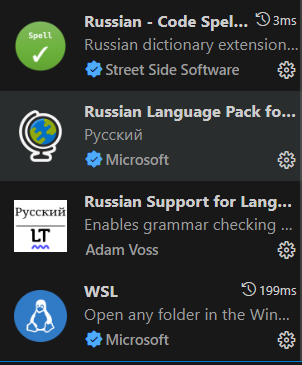 Spell
Russian - Code Spel... 3ms
Russian dictionary extension...
Street Side Software
Russian Language Pack fo...
Русский
Microsoft
Русский
LT
Russian Support for Lang...
Enables grammar checking ...
Adam Voss
WSL 199ms
Open any folder in the Win...
Microsoft